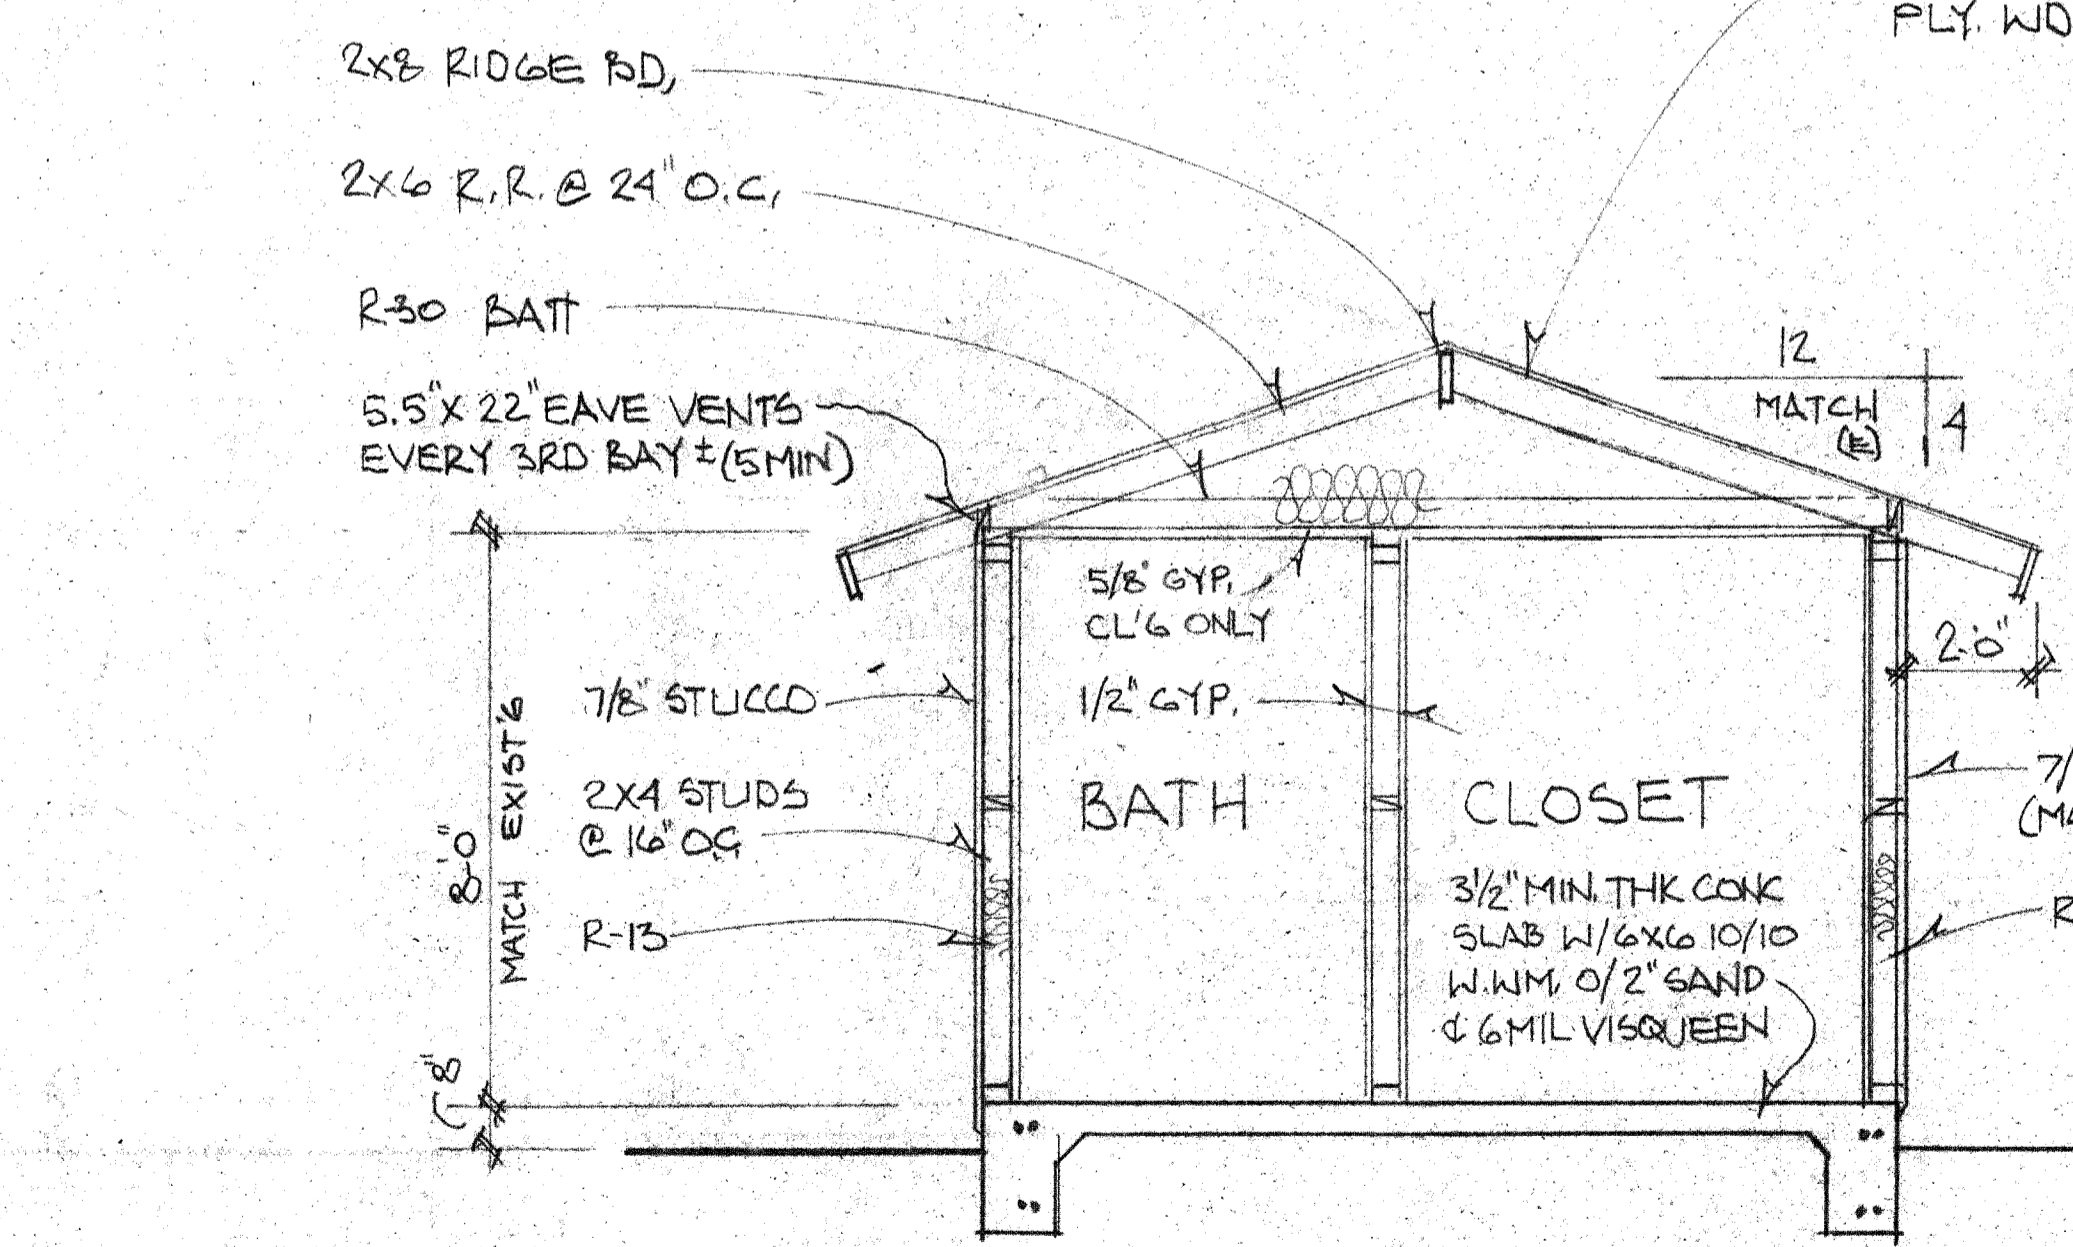 PLY. WD
2x8 RIDGE BD,
2x6 R.R. @ 24" O.C,
R-30 BATT
5.5"X 22" EAVE VENTS
EVERY 3RD BAY ± (5 MIN)
12
MATCH
(E)
4
5/8" GYP.
CL'G ONLY
2'-0"
7/8" STUCCO
1/2" GYP.
MATCH EXIST'G
8'-0"
2X4 STUDS
@ 16" O.C,
BATH
CLOSET
7/
(MA
R-13
3 1/2" MIN. THK CONC
SLAB W/6X6 10/10
W.WM. O/2" SAND
& 6 MIL VISQUEEN
R
8"